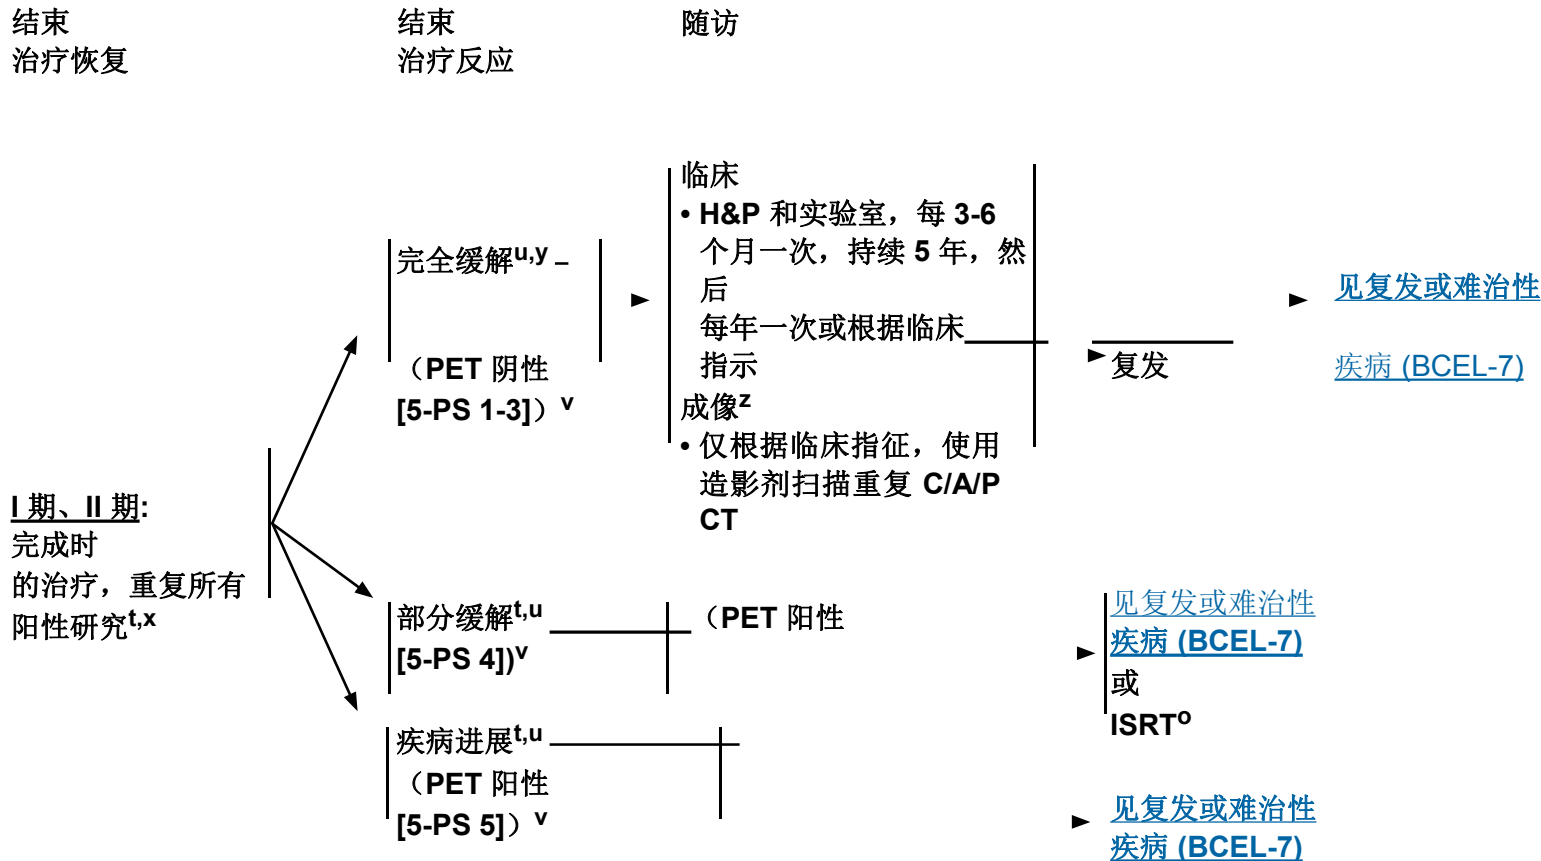 结束
治疗恢复
结束
治疗反应
随访
I 期、II 期:
完成时
的治疗，重复所有
阳性研究t,x
完全缓解u,y –
（PET 阴性
[5-PS 1-3]）v
临床
• H&P 和实验室，每 3-6
个月一次，持续 5 年，然
后
每年一次或根据临床
指示
成像z
• 仅根据临床指征，使用
造影剂扫描重复 C/A/P
CT
复发
见复发或难治性
疾病 (BCEL-7)
部分缓解t,u
[5-PS 4])v
（PET 阳性
见复发或难治性
疾病 (BCEL-7)
或
ISRTo
疾病进展t,u
（PET 阳性
[5-PS 5]）v
见复发或难治性
疾病 (BCEL-7)